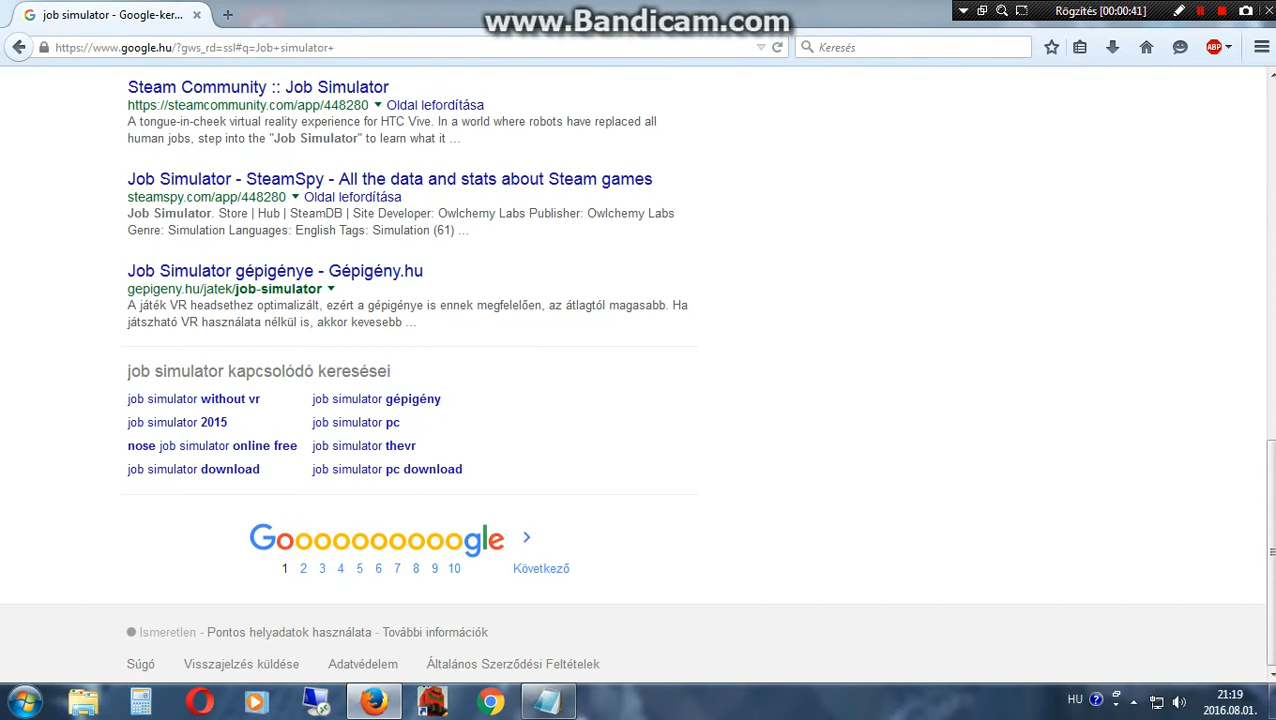 www.Bandicam.com
job simulator - Google-ker...
Rögzítés [00:00:41]
https://www.google.hu/?gws_rd=ssl#q=Job+simulator+
Keresés
ABP
Steam Community :: Job Simulator
https://steamcommunity.com/app/448280 Oldal lefordítása
A tongue-in-cheek virtual reality experience for HTC Vive. In a world where robots have replaced all
human jobs, step into the "Job Simulator" to learn what it ...
Job Simulator - SteamSpy - All the data and stats about Steam games
steamspy.com/app/448280 Oldal lefordítása
Job Simulator. Store | Hub | SteamDB | Site Developer: Owlchemy Labs Publisher: Owlchemy Labs
Genre: Simulation Languages: English Tags: Simulation (61) ...
Job Simulator gépigénye - Gépigény.hu
gepigeny.hu/jatek/job-simulator
A játék VR headsethez optimalizált, ezért a gépigénye is ennek megfelelően, az átlagtól magasabb. Ha
játszható VR használata nélkül is, akkor kevesebb ...
job simulator kapcsolódó keresései
job simulator without vr job simulator gépigény
job simulator 2015 job simulator pc
nose job simulator online free job simulator thevr
job simulator download job simulator pc download
Goooooooooogle
1 2 3 4 5 6 7 8 9 10 Következő
Ismeretlen - Pontos helyadatok használata - További információk
Súgó Visszajelzés küldése Adatvédelem Általános Szerződési Feltételek
HU
21:19
2016.08.01.